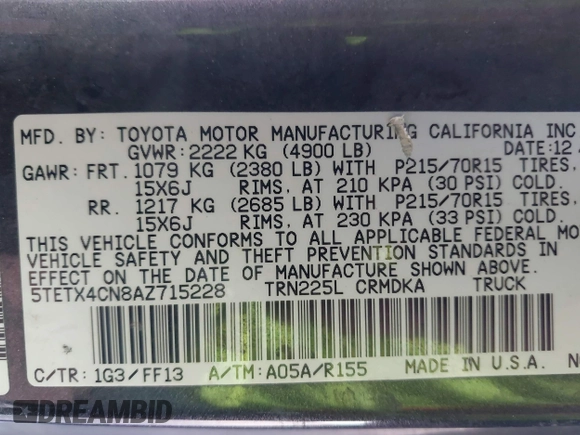 MFD. BY: TOYOTA MOTOR MANUFACTURING CALIFORNIA INC
GVWR: 2222 KG (4900 LB) DATE: 12
GAWR: FRT. 1079 KG (2380 LB) WITH P215/70R15 TIRES,
15X6J RIMS, AT 210 KPA (30 PSI) COLD.
RR. 1217 KG (2685 LB) WITH P215/70R15 TIRES,
15X6J RIMS, AT 230 KPA (33 PSI) COLD.
THIS VEHICLE CONFORMS TO ALL APPLICABLE FEDERAL MO
VEHICLE SAFETY AND THEFT PREVENTION STANDARDS IN
EFFECT ON THE DATE OF MANUFACTURE SHOWN ABOVE.
5TETX4CN8AZ715228 TRN225L CRMDKA TRUCK
C/TR: 1G3/FF13 A/TM: A05A/R155 MADE IN U.S.A. N
DREAMBID